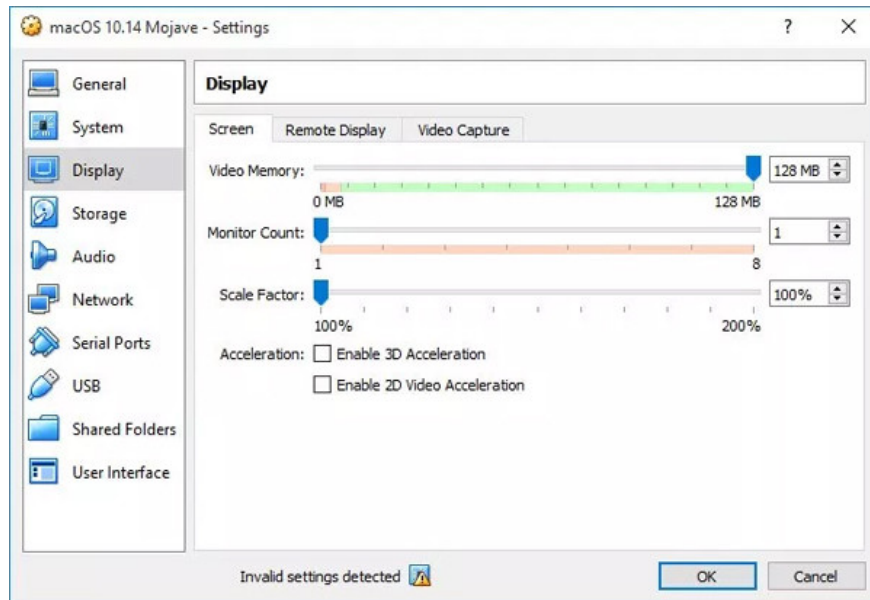 macOS 10.14 Mojave - Settings
?
General
System
Display
Storage
Audio
Network
Serial Ports
USB
Shared Folders
User Interface
Display
Screen Remote Display Video Capture
Video Memory: 128 MB
0 MB 128 MB
Monitor Count: 1
1 8
Scale Factor: 100%
100% 200%
Acceleration: Enable 3D Acceleration
Enable 2D Video Acceleration
Invalid settings detected OK Cancel